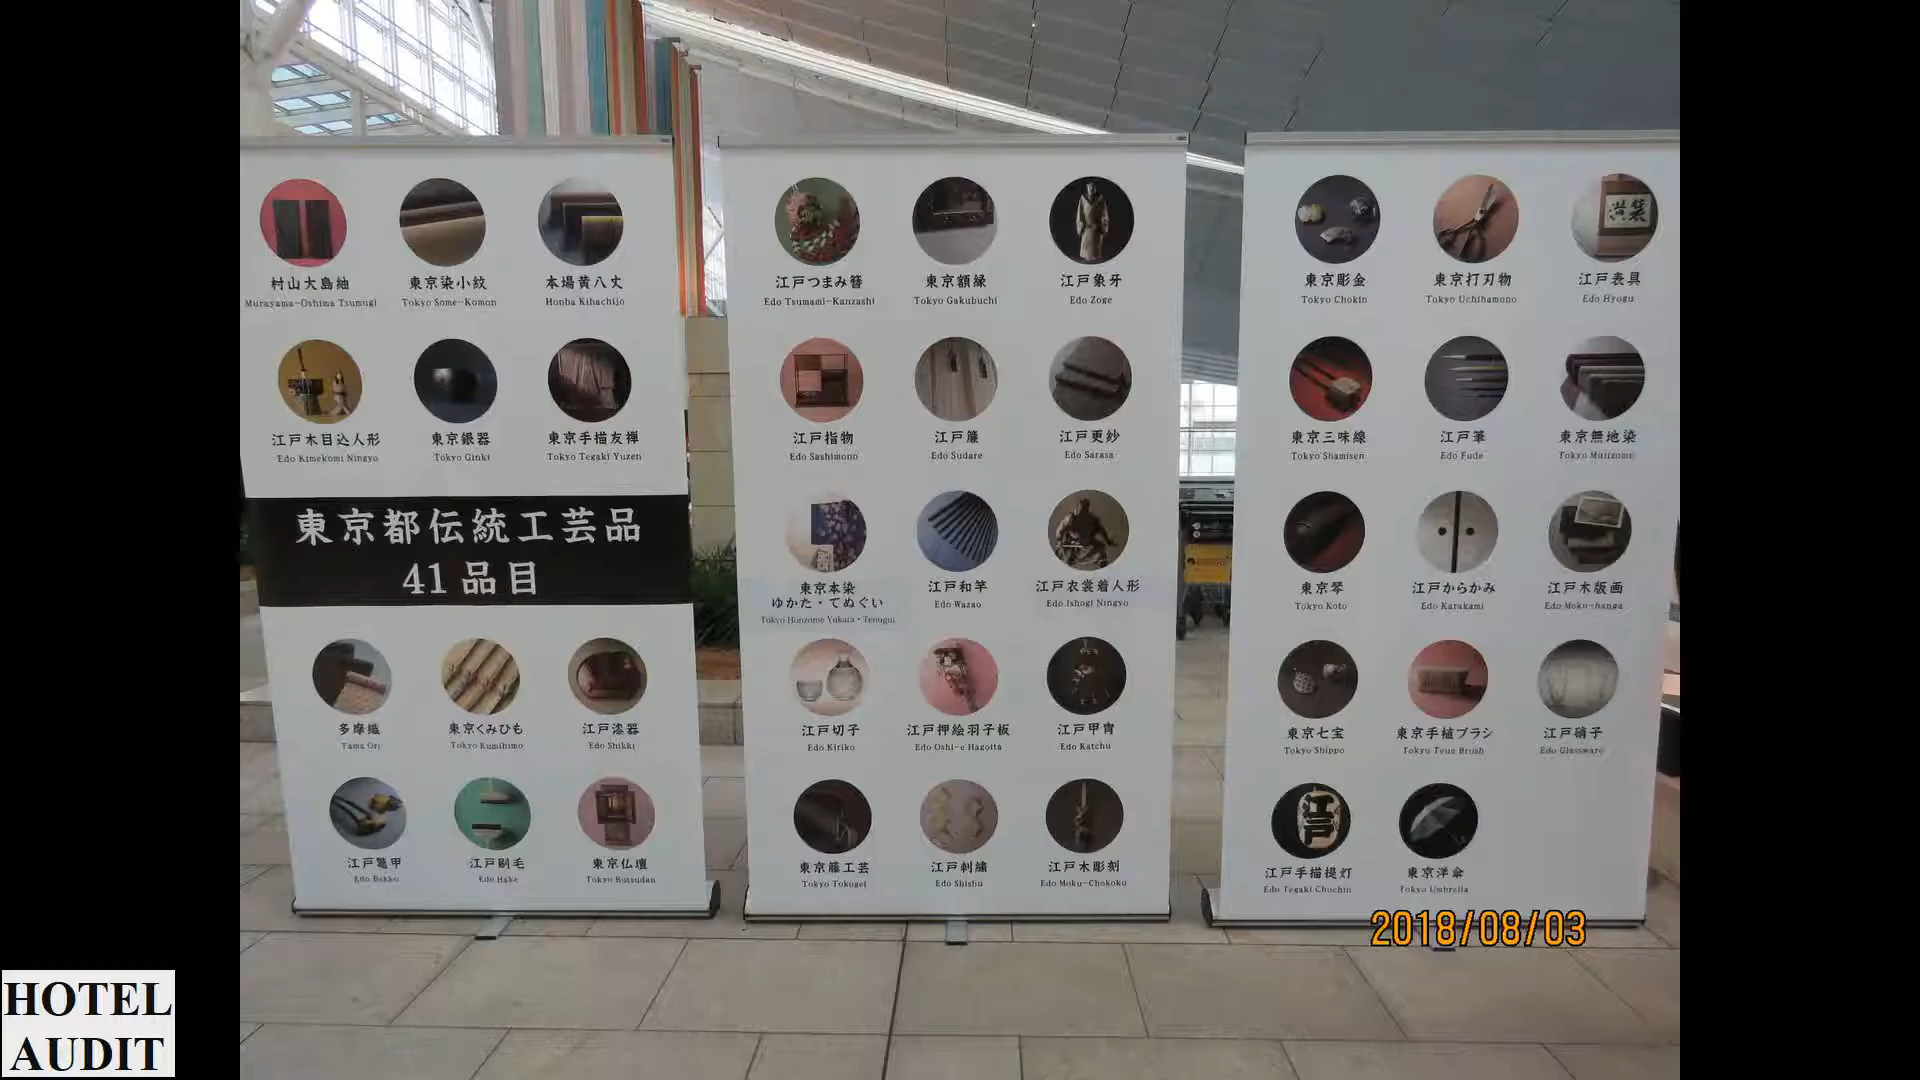 村山大島紬
Murayama-Oshima Tsumugi
東京染小紋
Tokyo Some-Komon
本場黄八丈
Honba Kihachijo
江戸木目込人形
Edo Kimekomi Ningyo
東京銀器
Tokyo Ginki
東京手描友禅
Tokyo Tegaki Yuzen
東京都伝統工芸品
41品目
多摩織
Tama Ori
東京くみひも
Tokyo Kumihimo
江戸漆器
Edo Shikki
江戸鼈甲
Edo Bekko
江戸刷毛
Edo Hake
東京仏壇
Tokyo Butsudan
江戸つまみ簪
Edo Tsumami-Kanzashi
東京額縁
Tokyo Gakubuchi
江戸象牙
Edo Zoge
江戸指物
Edo Sashimono
江戸簾
Edo Sudare
江戸更紗
Edo Sarasa
東京本染
ゆかた・てぬぐい
Tokyo Honzome Yukata・Tenugui
江戸和竿
Edo Wazao
江戸衣裳着人形
Edo Ishogi Ningyo
江戸切子
Edo Kiriko
江戸押絵羽子板
Edo Oshi-e Hagoita
江戸甲冑
Edo Katchu
東京籐工芸
Tokyo Tokogei
江戸刺繍
Edo Shishu
江戸木彫刻
Edo Moku-Chokoku
東京彫金
Tokyo Chokin
東京打刃物
Tokyo Uchihamono
江戸表具
Edo Hyogu
東京三味線
Tokyo Shamisen
江戸筆
Edo Fude
東京無地染
Tokyo Mujizome
東京琴
Tokyo Koto
江戸からかみ
Edo Karakami
江戸木版画
Edo Moku-hanga
東京七宝
Tokyo Shippo
東京手植ブラシ
Tokyo Teue Brush
江戸硝子
Edo Glassware
江戸
江戸手描提灯
Edo Tegaki Chochin
東京洋傘
Tokyo Umbrella
2018/08/03
HOTEL
AUDIT